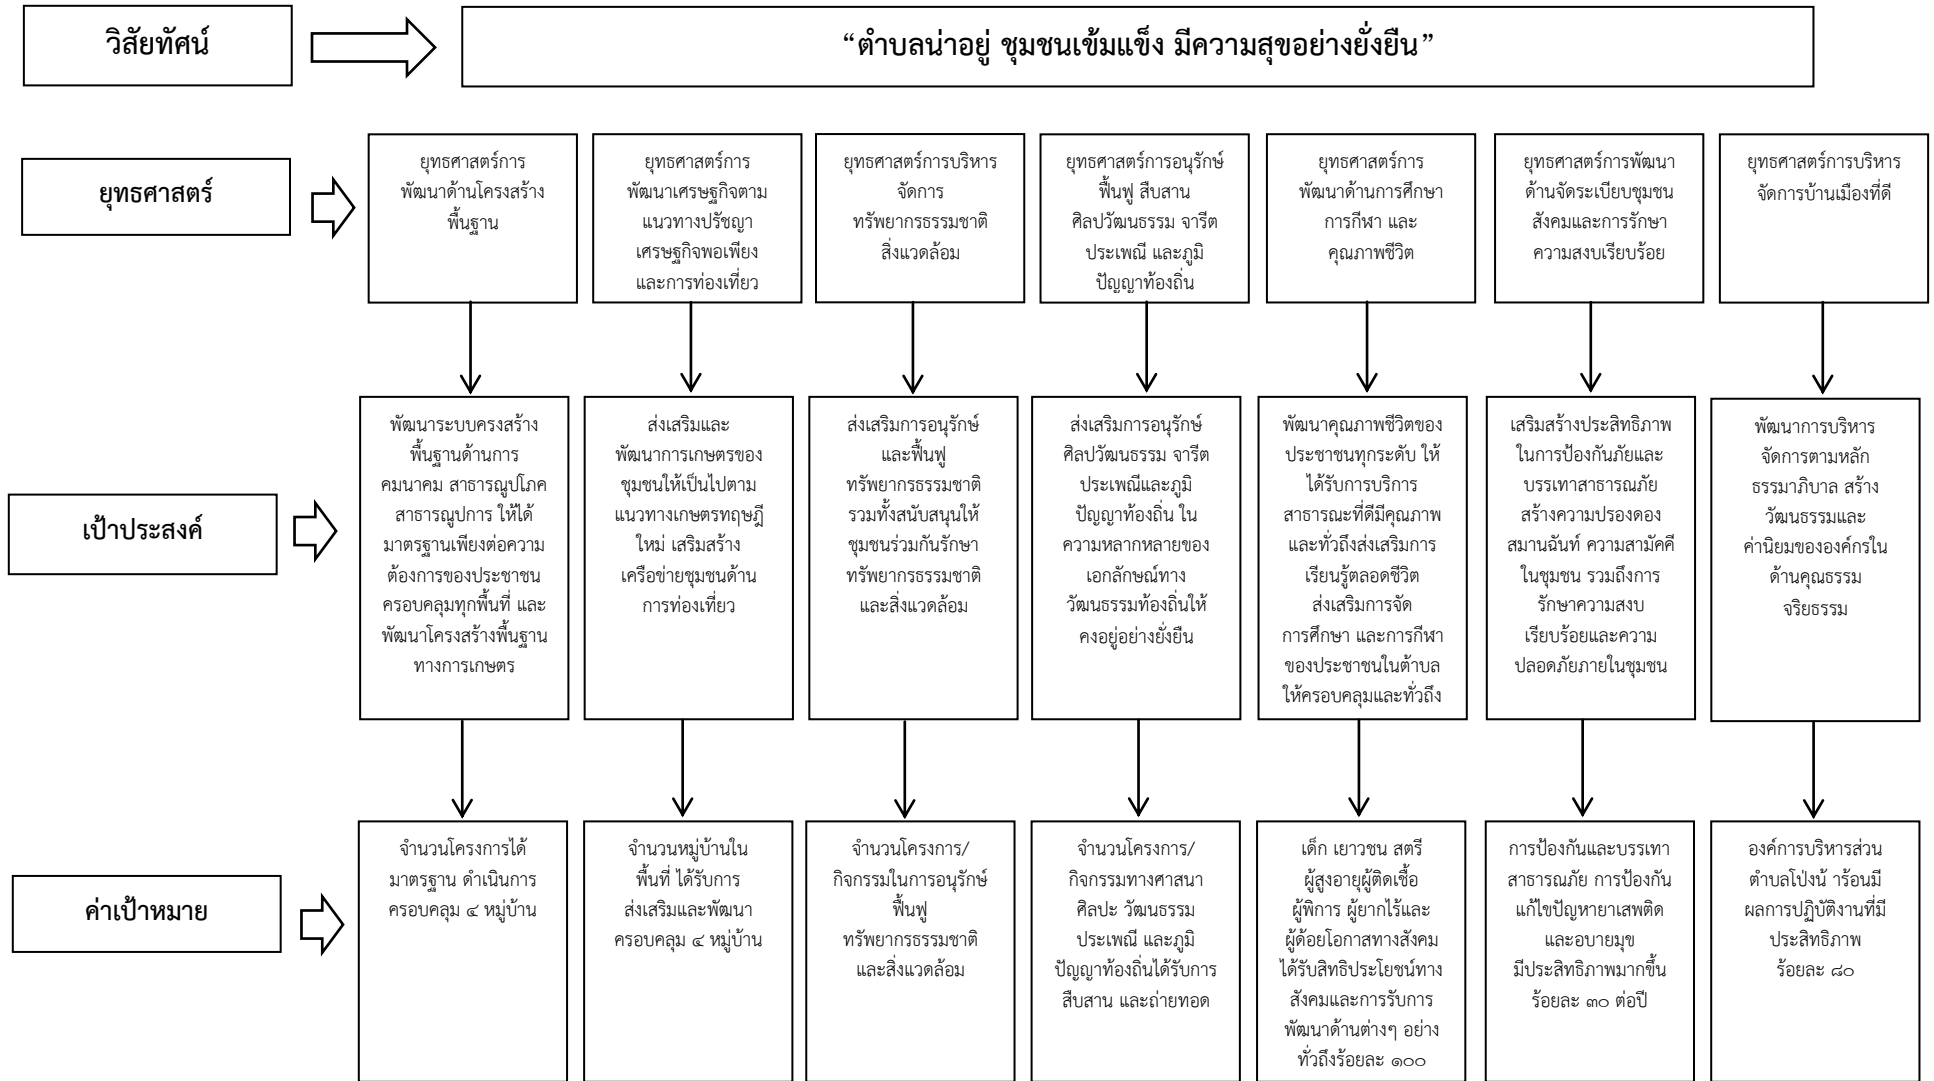 วิสัยทัศน์
“ตำบลน่าอยู่ ชุมชนเข้มแข็ง มีความสุขอย่างยั่งยืน”
ยุทธศาสตร์
ยุทธศาสตร์การ
พัฒนาด้านโครงสร้าง
พื้นฐาน
ยุทธศาสตร์การ
พัฒนาเศรษฐกิจตาม
แนวทางปรัชญา
เศรษฐกิจพอเพียง
และการท่องเที่ยว
ยุทธศาสตร์การบริหาร
จัดการ
ทรัพยากรธรรมชาติ
สิ่งแวดล้อม
ยุทธศาสตร์การอนุรักษ์
ฟื้นฟู สืบสาน
ศิลปวัฒนธรรม จารีต
ประเพณี และภูมิ
ปัญญาท้องถิ่น
ยุทธศาสตร์การ
พัฒนาด้านการศึกษา
การกีฬา และ
คุณภาพชีวิต
ยุทธศาสตร์การพัฒนา
ด้านจัดระเบียบชุมชน
สังคมและการรักษา
ความสงบเรียบร้อย
ยุทธศาสตร์การบริหาร
จัดการบ้านเมืองที่ดี
เป้าประสงค์
พัฒนาระบบครงสร้าง
พื้นฐานด้านการ
คมนาคม สาธารณูปโภค
สาธารณูปการ ให้ได้
มาตรฐานเพียงต่อความ
ต้องการของประชาชน
ครอบคลุมทุกพื้นที่ และ
พัฒนาโครงสร้างพื้นฐาน
ทางการเกษตร
ส่งเสริมและ
พัฒนาการเกษตรของ
ชุมชนให้เป็นไปตาม
แนวทางเกษตรทฤษฎี
ใหม่ เสริมสร้าง
เครือข่ายชุมชนด้าน
การท่องเที่ยว
ส่งเสริมการอนุรักษ์
และฟื้นฟู
ทรัพยากรธรรมชาติ
รวมทั้งสนับสนุนให้
ชุมชนร่วมกันรักษา
ทรัพยากรธรรมชาติ
และสิ่งแวดล้อม
ส่งเสริมการอนุรักษ์
ศิลปวัฒนธรรม จารีต
ประเพณีและภูมิ
ปัญญาท้องถิ่น ใน
ความหลากหลายของ
เอกลักษณ์ทาง
วัฒนธรรมท้องถิ่นให้
คงอยู่อย่างยั่งยืน
พัฒนาคุณภาพชีวิตของ
ประชาชนทุกระดับ ให้
ได้รับการบริการ
สาธารณะที่ดีมีคุณภาพ
และทั่วถึงส่งเสริมการ
เรียนรู้ตลอดชีวิต
ส่งเสริมการจัด
การศึกษา และการกีฬา
ของประชาชนในตำบล
ให้ครอบคลุมและทั่วถึง
เสริมสร้างประสิทธิภาพ
ในการป้องกันภัยและ
บรรเทาสาธารณภัย
สร้างความปรองดอง
สมานฉันท์ ความสามัคคี
ในชุมชน รวมถึงการ
รักษาความสงบ
เรียบร้อยและความ
ปลอดภัยภายในชุมชน
พัฒนาการบริหาร
จัดการตามหลัก
ธรรมาภิบาล สร้าง
วัฒนธรรมและ
ค่านิยมขององค์กรใน
ด้านคุณธรรม
จริยธรรม
ค่าเป้าหมาย
จำนวนโครงการได้
มาตรฐาน ดำเนินการ
ครอบคลุม ๔ หมู่บ้าน
จำนวนหมู่บ้านใน
พื้นที่ ได้รับการ
ส่งเสริมและพัฒนา
ครอบคลุม ๔ หมู่บ้าน
จำนวนโครงการ/
กิจกรรมในการอนุรักษ์
ฟื้นฟู
ทรัพยากรธรรมชาติ
และสิ่งแวดล้อม
จำนวนโครงการ/
กิจกรรมทางศาสนา
ศิลปะ วัฒนธรรม
ประเพณี และภูมิ
ปัญญาท้องถิ่นได้รับการ
สืบสาน และถ่ายทอด
เด็ก เยาวชน สตรี
ผู้สูงอายุผู้ติดเชื้อ
ผู้พิการ ผู้ยากไร้และ
ผู้ด้อยโอกาสทางสังคม
ได้รับสิทธิประโยชน์ทาง
สังคมและการรับการ
พัฒนาด้านต่างๆ อย่าง
ทั่วถึงร้อยละ ๑๐๐
การป้องกันและบรรเทา
สาธารณภัย การป้องกัน
แก้ไขปัญหายาเสพติด
และอบายมุข
มีประสิทธิภาพมากขึ้น
ร้อยละ ๓๐ ต่อปี
องค์การบริหารส่วน
ตำบลโป่งน้ ำร้อนมี
ผลการปฏิบัติงานที่มี
ประสิทธิภาพ
ร้อยละ ๘๐